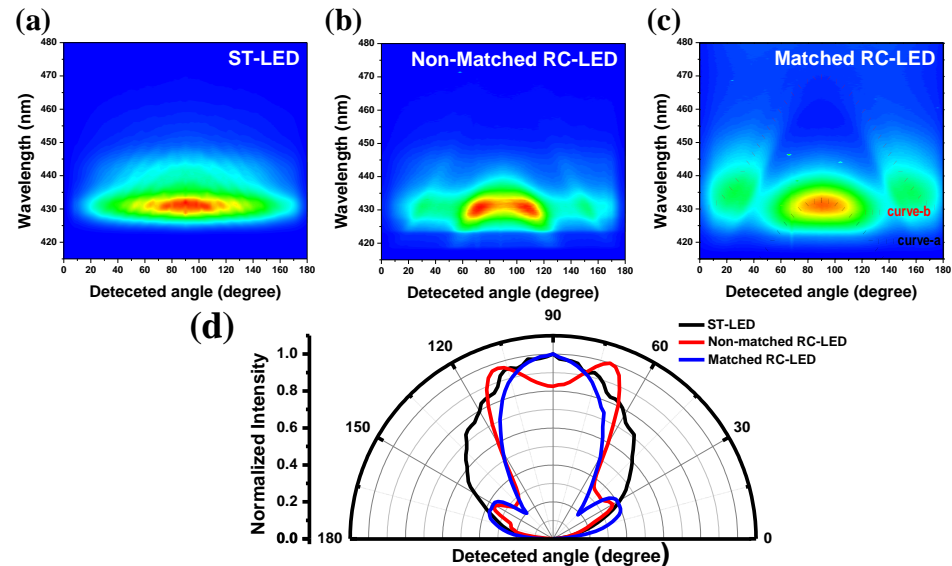 (a)
ST-LED
480
470
460
450
440
430
420
Wavelength (nm)
0 20 40 60 80 100 120 140 160 180
Deteceted angle (degree)
(b)
Non-Matched RC-LED
480
470
460
450
440
430
420
Wavelength (nm)
0 20 40 60 80 100 120 140 160 180
Deteceted angle (degree)
(c)
Matched RC-LED
480
470
460
450
440
430
420
Wavelength (nm)
curve-b
curve-a
0 20 40 60 80 100 120 140 160 180
Deteceted angle (degree)
(d)
90
120
60
150
30
180
0
1.0
0.8
0.6
0.4
0.2
0.0
Normalized Intensity
Deteceted angle (degree)
ST-LED
Non-matched RC-LED
Matched RC-LED